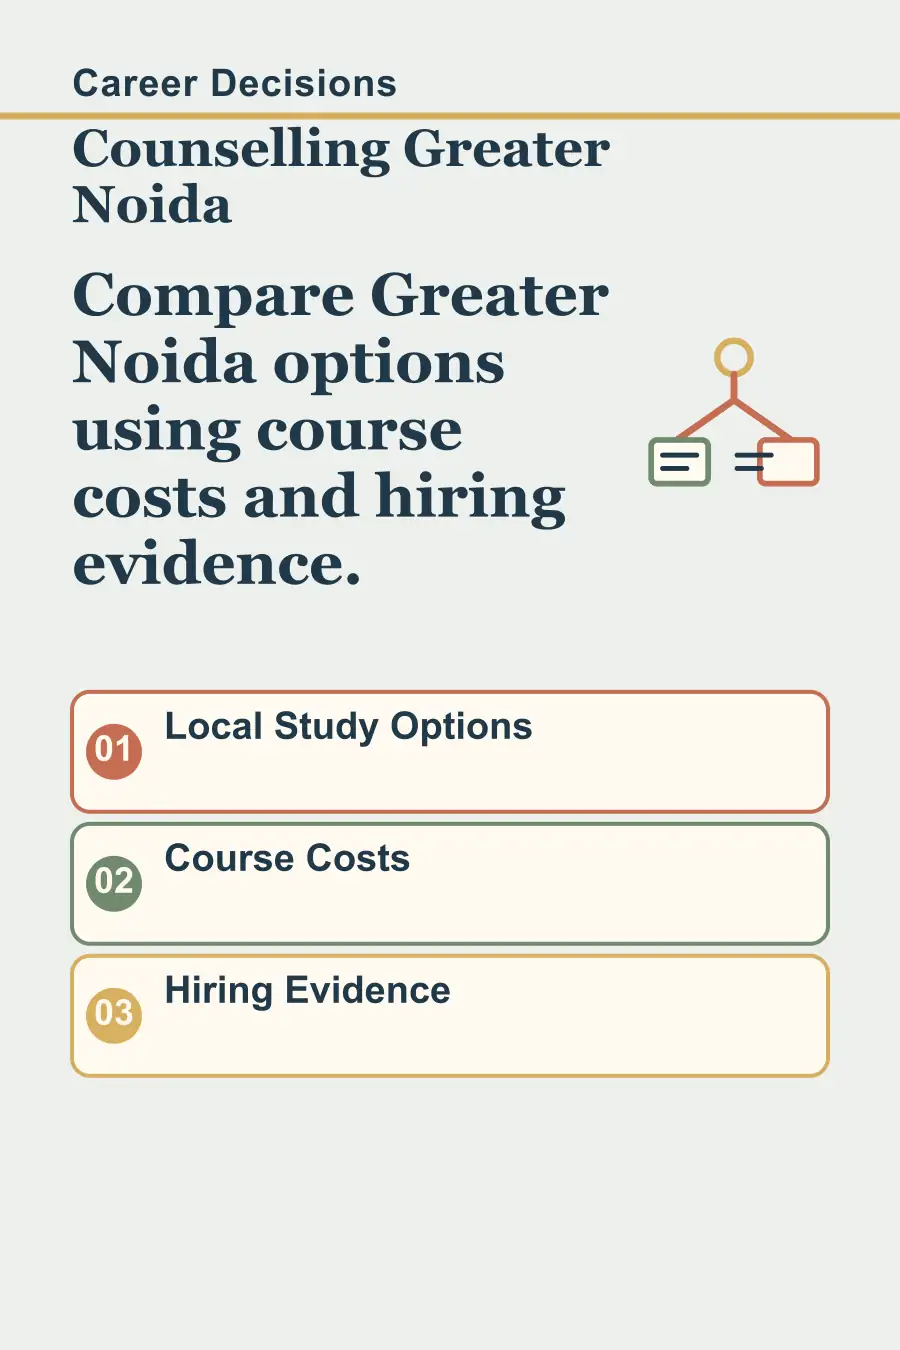 Career Decisions
Counselling Greater
Noida
Compare Greater
Noida options
using course
costs and hiring
evidence.
01
Local Study Options
02
Course Costs
03
Hiring Evidence